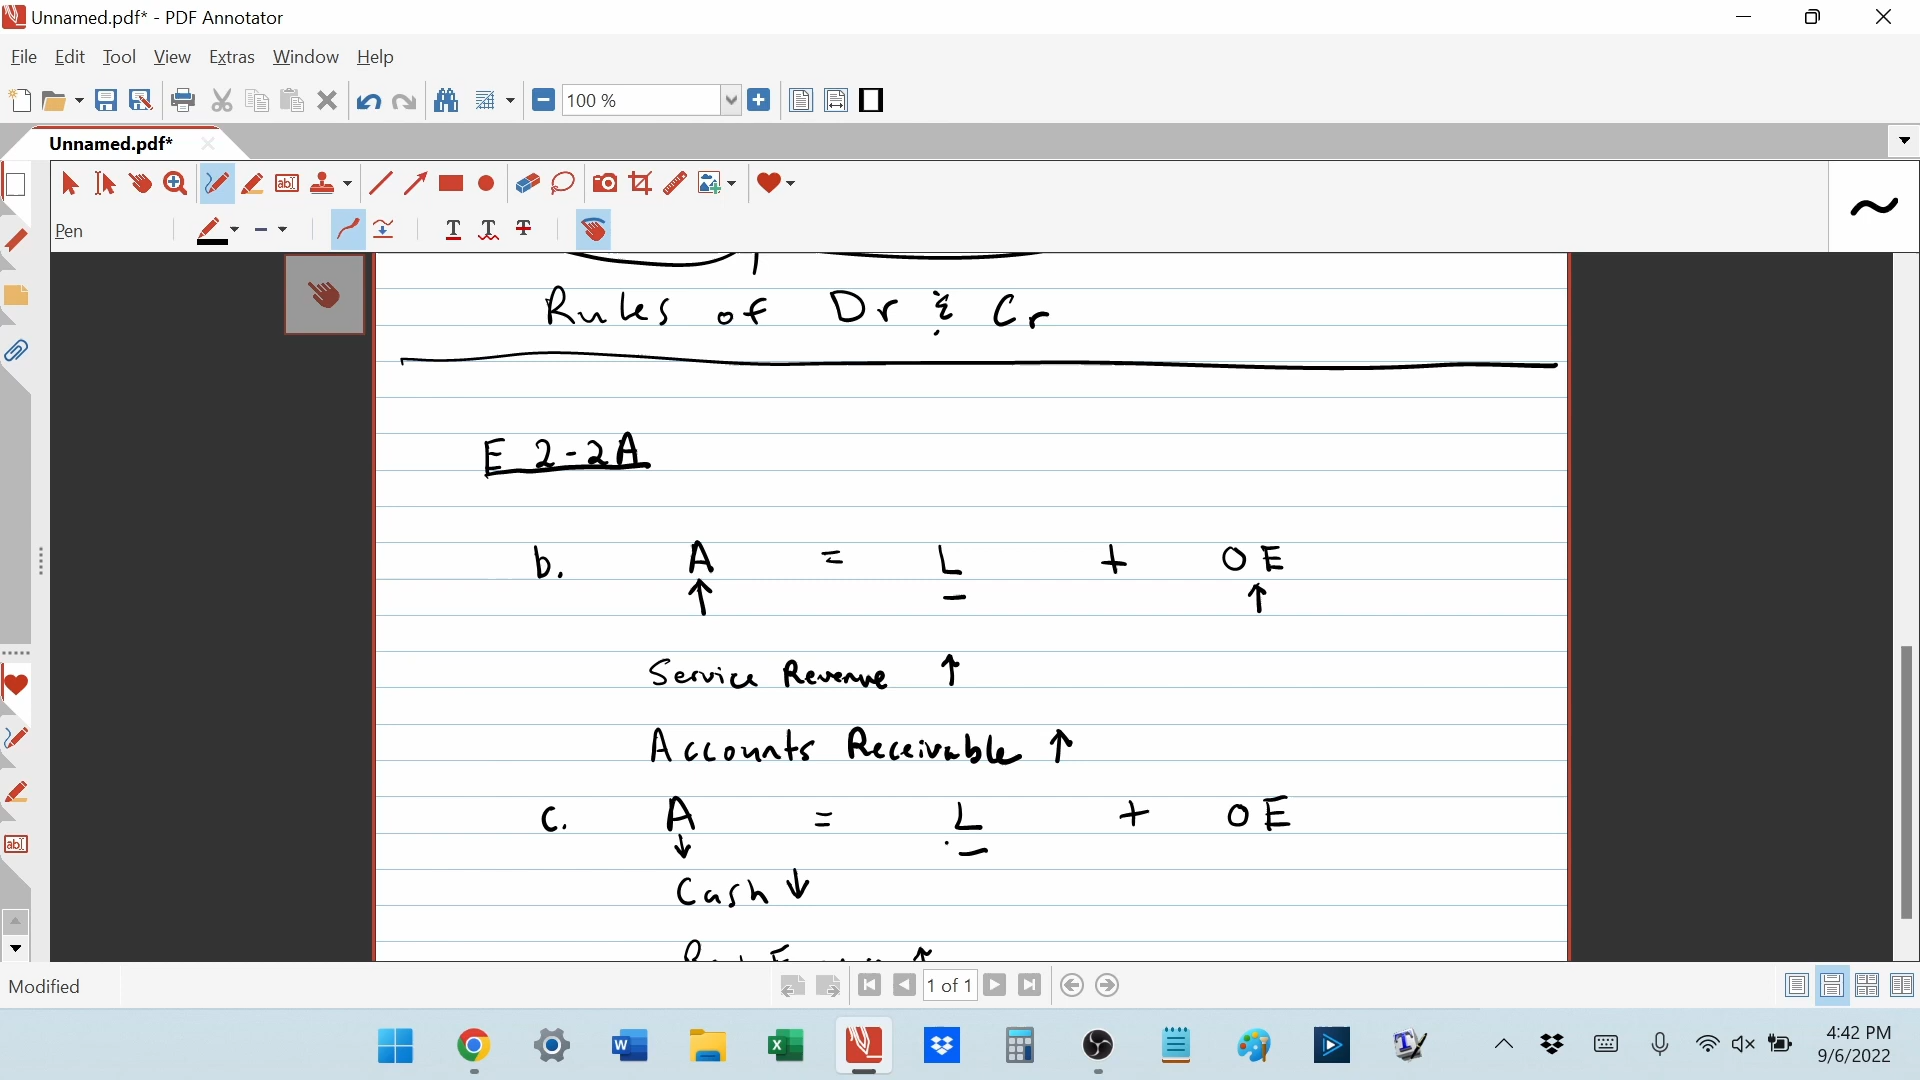 Unnamed.pdf* - PDF Annotator
File Edit Tool View Extras Window Help
100 %
Unnamed.pdf*
Pen
Rules of Dr & Cr
E 2-2A
b. A = L + OE
↑ – ↑
Service Revenue ↑
Accounts Receivable ↑
c. A = L + OE
↓ –
Cash ↓
Modified
1 of 1
4:42 PM
9/6/2022